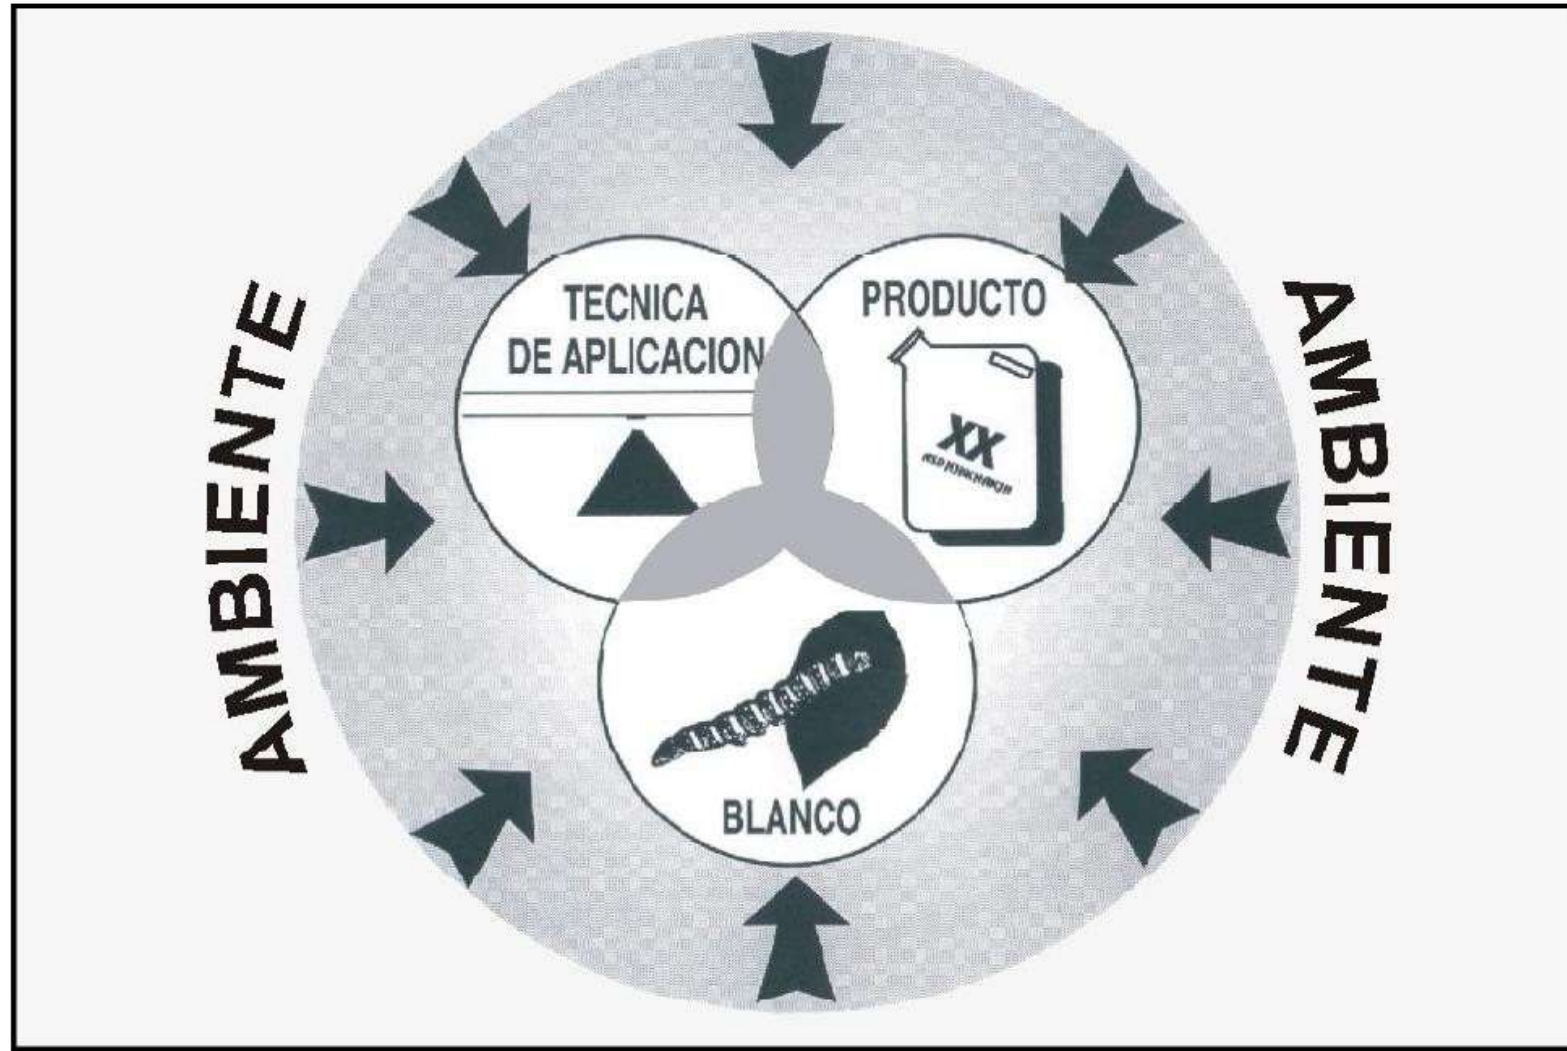 TECNICA
DE APLICACION
PRODUCTO
XX
BLANCO
AMBIENTE
AMBIENTE